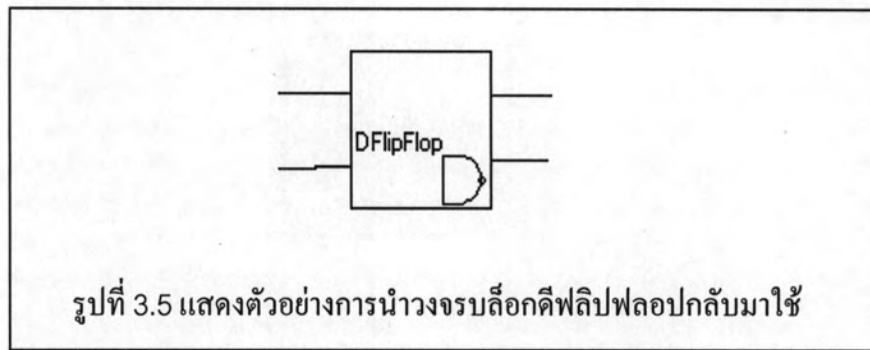 DFlipFlop
รูปที่ 3.5 แสดงตัวอย่างการนำวงจรบล็อกดีฟลิปฟลอปกลับมาใช้